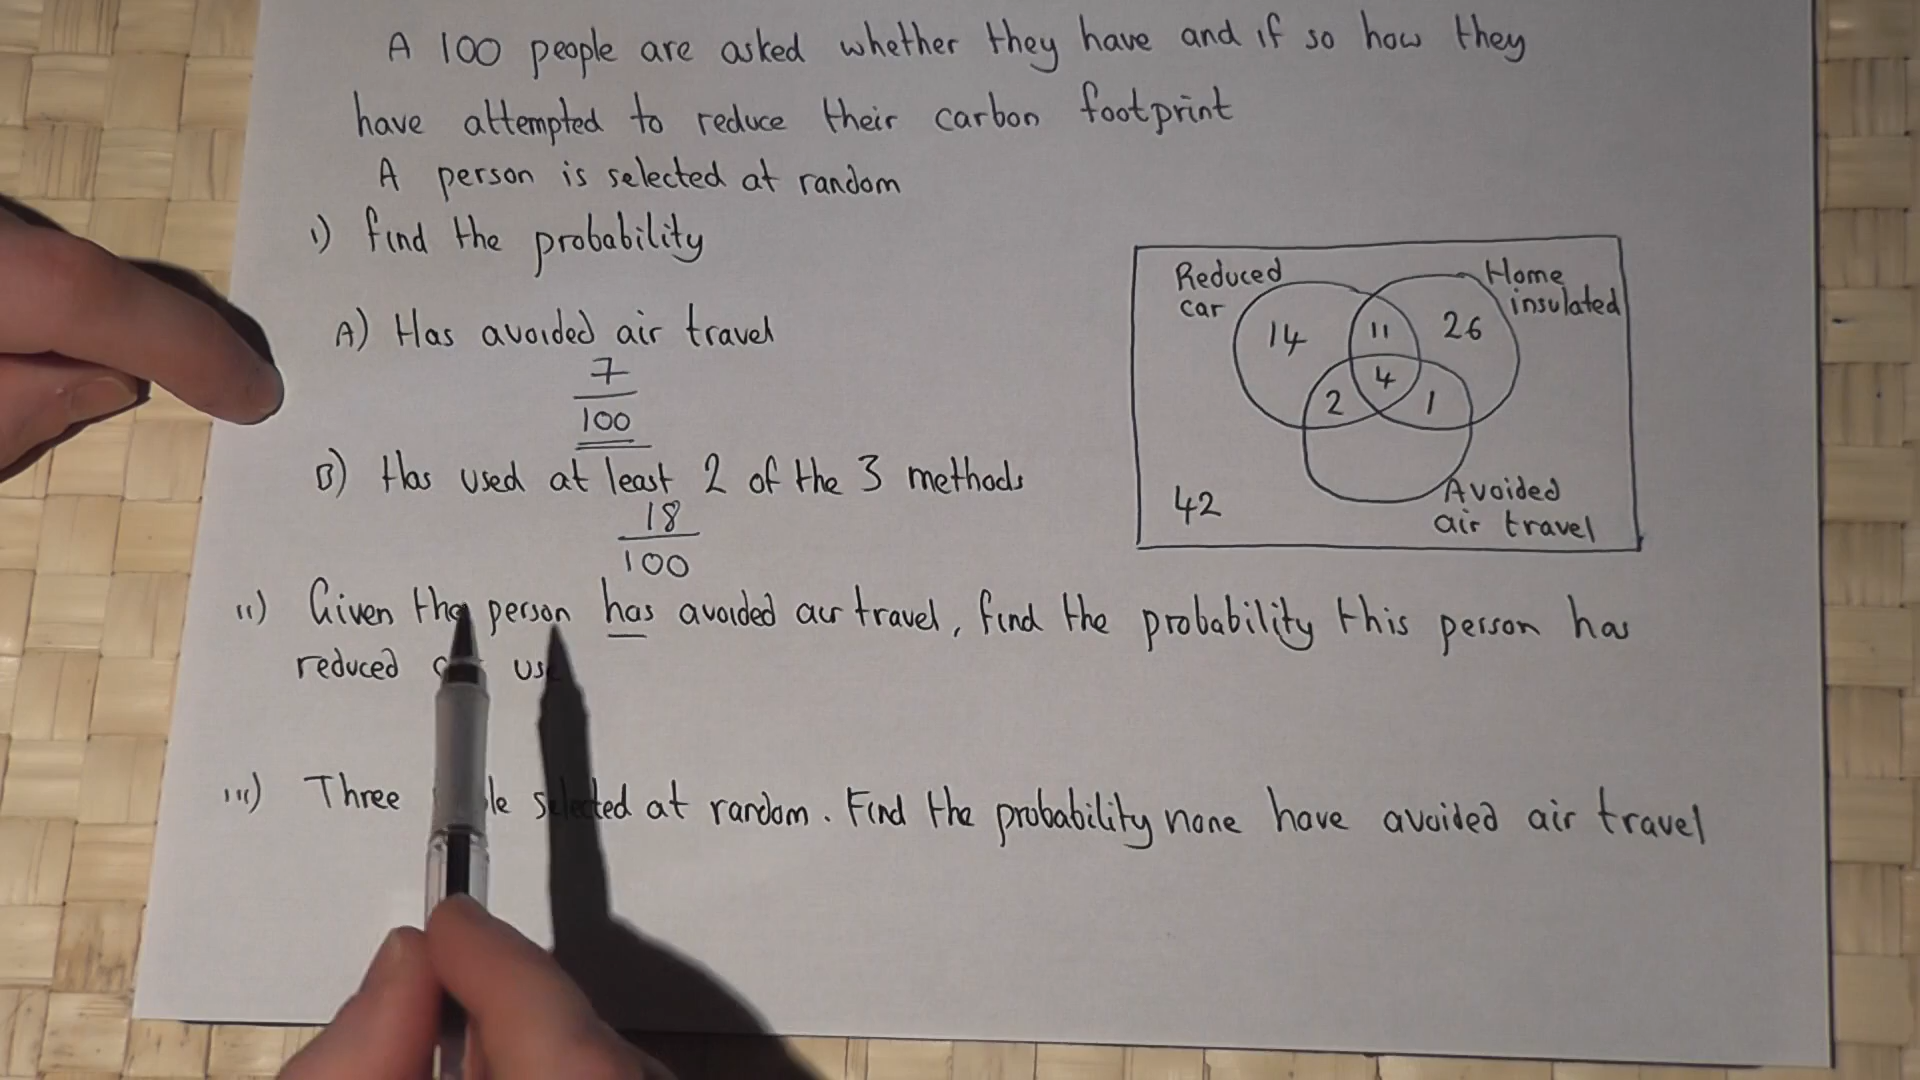 A 100 people are asked whether they have and if so how they
have attempted to reduce their carbon footprint
A person is selected at random
i) find the probability
A) Has avoided air travel
7
100
B) Has used at least 2 of the 3 methods
18
100
Reduced
car
Home
insulated
14
11
26
4
2
1
42
Avoided
air travel
ii) Given the person has avoided air travel, find the probability this person has
reduced
iii) Three selected at random. Find the probability none have avoided air travel